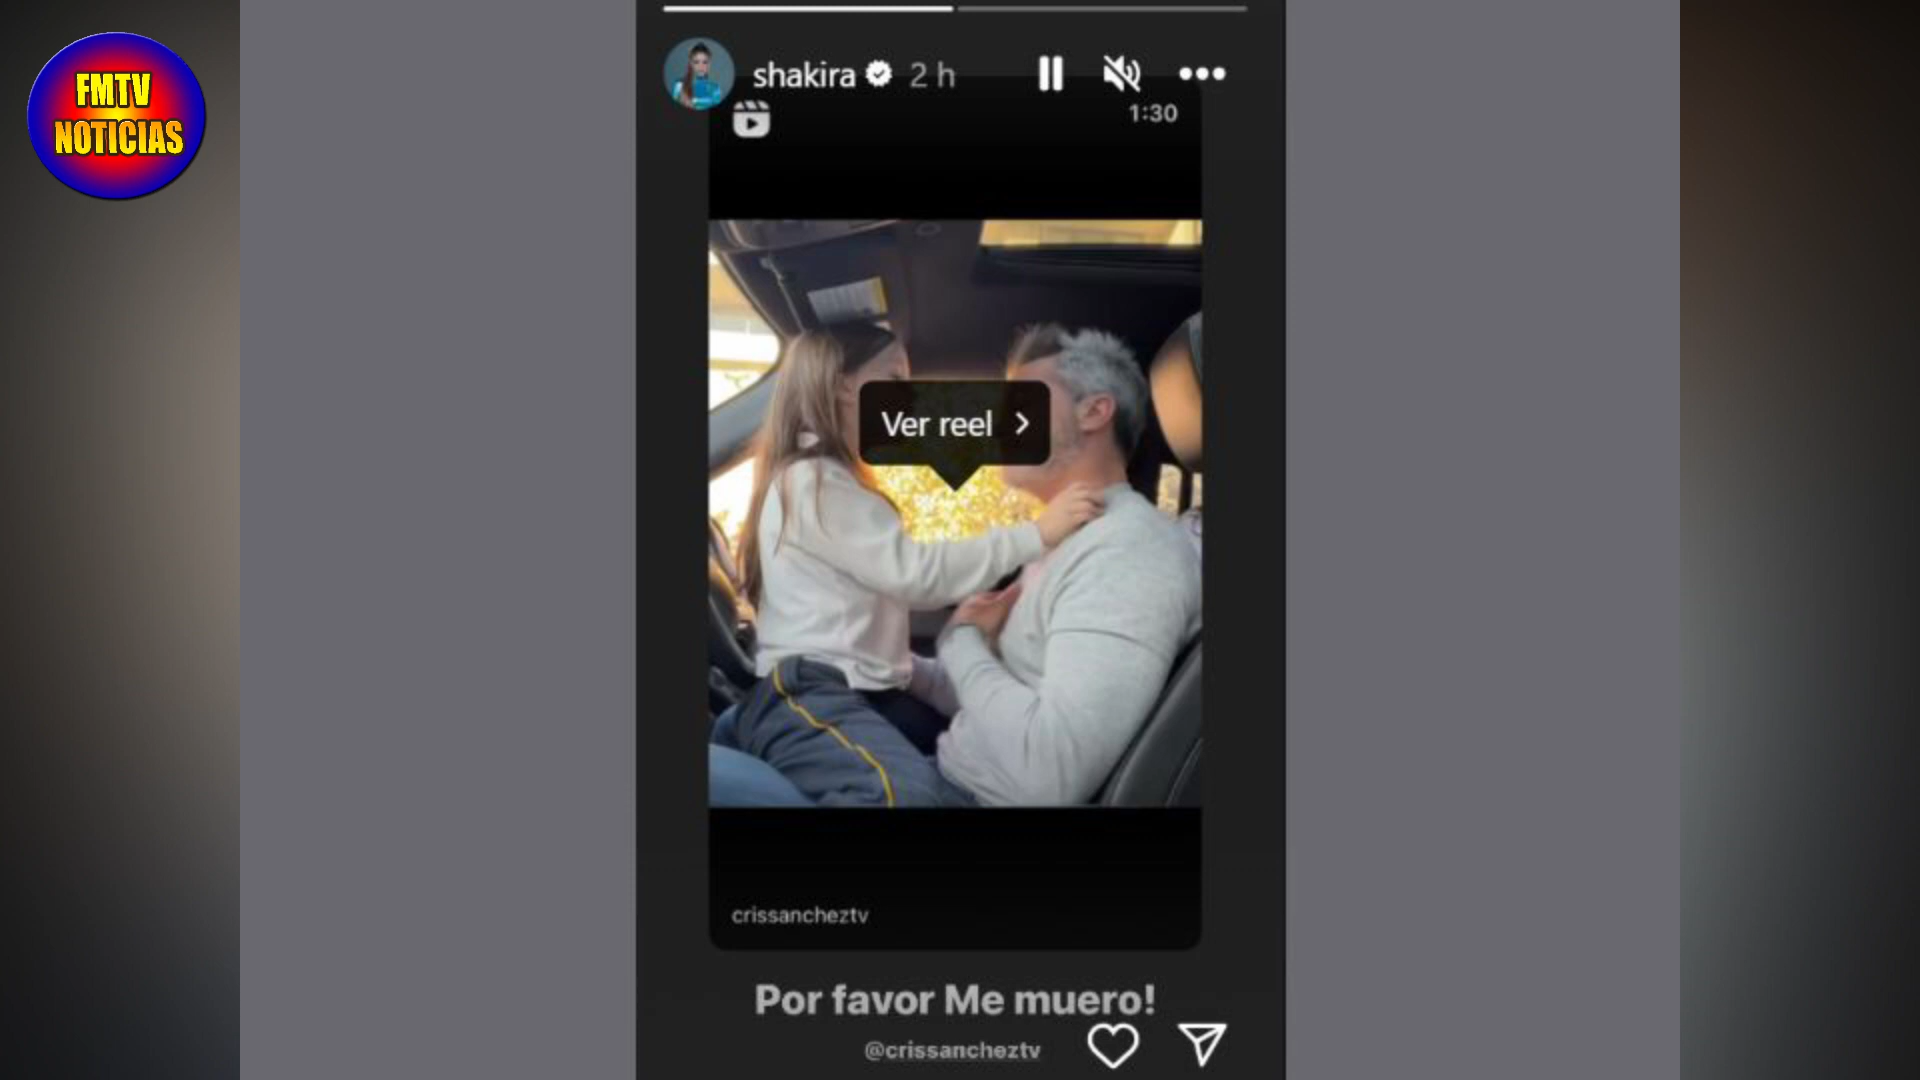 FMTV
NOTICIAS
shakira 2 h
1:30
Ver reel
crissancheztv
Por favor Me muero!
@crissancheztv